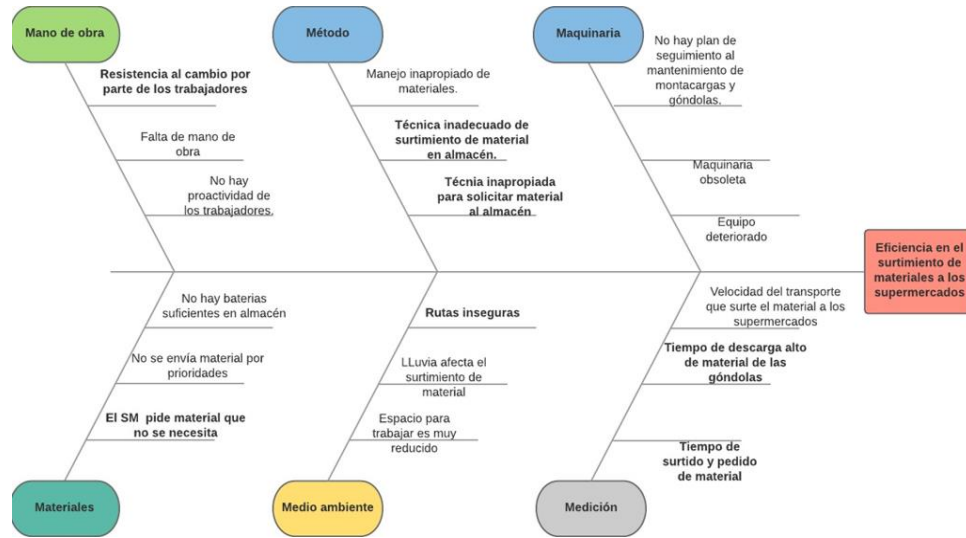 Mano de obra
Método
Maquinaria
Resistencia al cambio por
parte de los trabajadores
Falta de mano de
obra
No hay
proactividad de
los trabajadores.
Manejo inapropiado de
materiales.
Técnica inadecuado de
surtimiento de material
en almacén.
Técnia inapropiada
para solicitar material
al almacén
No hay plan de
seguimiento al
mantenimiento de
montacargas y
góndolas.
Maquinaria
obsoleta
Equipo
deteriorado
Eficiencia en el
surtimiento de
materiales a los
supermercados
No hay baterias
suficientes en almacén
No se envía material por
prioridades
El SM pide material que
no se necesita
Rutas inseguras
LLuvia afecta el
surtimiento de
material
Espacio para
trabajar es muy
reducido
Velocidad del transporte
que surte el material a los
supermercados
Tiempo de descarga alto
de material de las
góndolas
Tiempo de
surtido y pedido
de material
Materiales
Medio ambiente
Medición